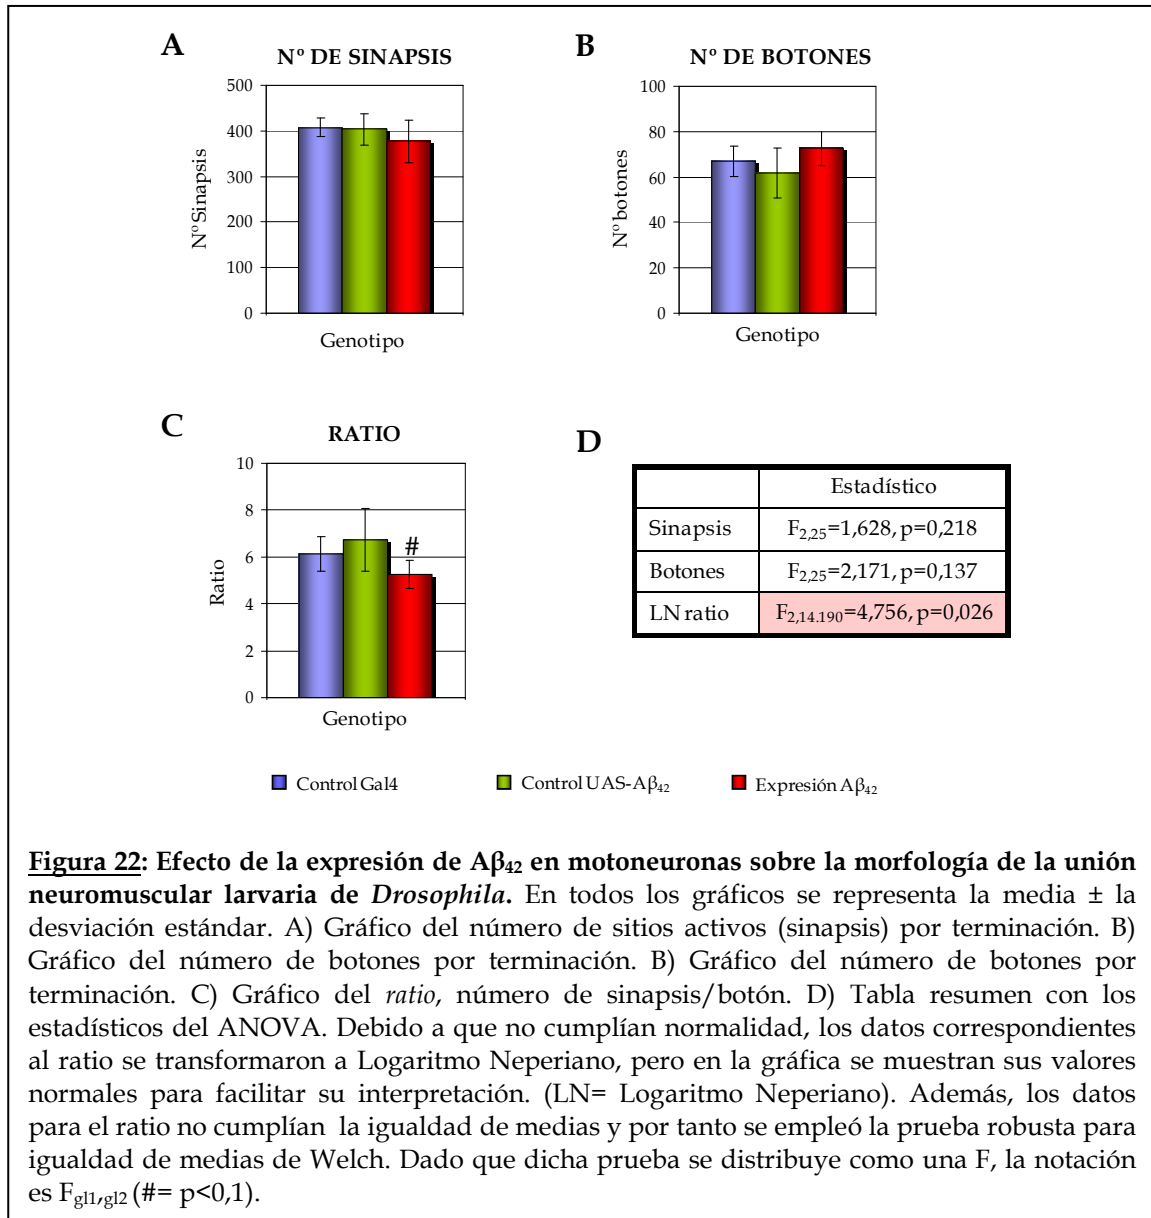 A
Nº DE SINAPSIS
500
400
300
200
100
0
Nº Sinapsis
Genotipo
B
Nº DE BOTONES
100
80
60
40
20
0
Nº botones
Genotipo
C
RATIO
10
8
6
4
2
0
#
Ratio
Genotipo
D
Estadístico
Sinapsis F2,25=1,628, p=0,218
Botones F2,25=2,171, p=0,137
LN ratio F2,14.190=4,756, p=0,026
Control Gal4 Control UAS-Aβ42 Expresión Aβ42
Figura 22: Efecto de la expresión de Aβ42 en motoneuronas sobre la morfología de la unión
neuromuscular larvaria de Drosophila. En todos los gráficos se representa la media ± la
desviación estándar. A) Gráfico del número de sitios activos (sinapsis) por terminación. B)
Gráfico del número de botones por terminación. B) Gráfico del número de botones por
terminación. C) Gráfico del ratio, número de sinapsis/botón. D) Tabla resumen con los
estadísticos del ANOVA. Debido a que no cumplían normalidad, los datos correspondientes
al ratio se transformaron a Logaritmo Neperiano, pero en la gráfica se muestran sus valores
normales para facilitar su interpretación. (LN= Logaritmo Neperiano). Además, los datos
para el ratio no cumplían la igualdad de medias y por tanto se empleó la prueba robusta para
igualdad de medias de Welch. Dado que dicha prueba se distribuye como una F, la notación
es Fgl1,gl2 (#= p<0,1).